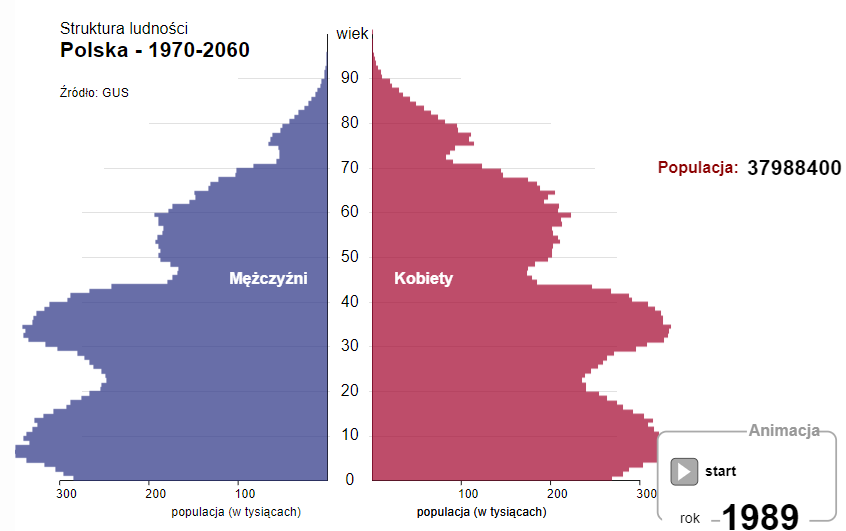 Struktura ludności
Polska - 1970-2060
Źródło: GUS
wiek
90
80
70
60
50
40
30
20
10
0
Mężczyźni
Kobiety
Populacja: 37988400
300 200 100
populacja (w tysiącach)
100 200 300
populacja (w tysiącach)
Animacja
start
rok 1989